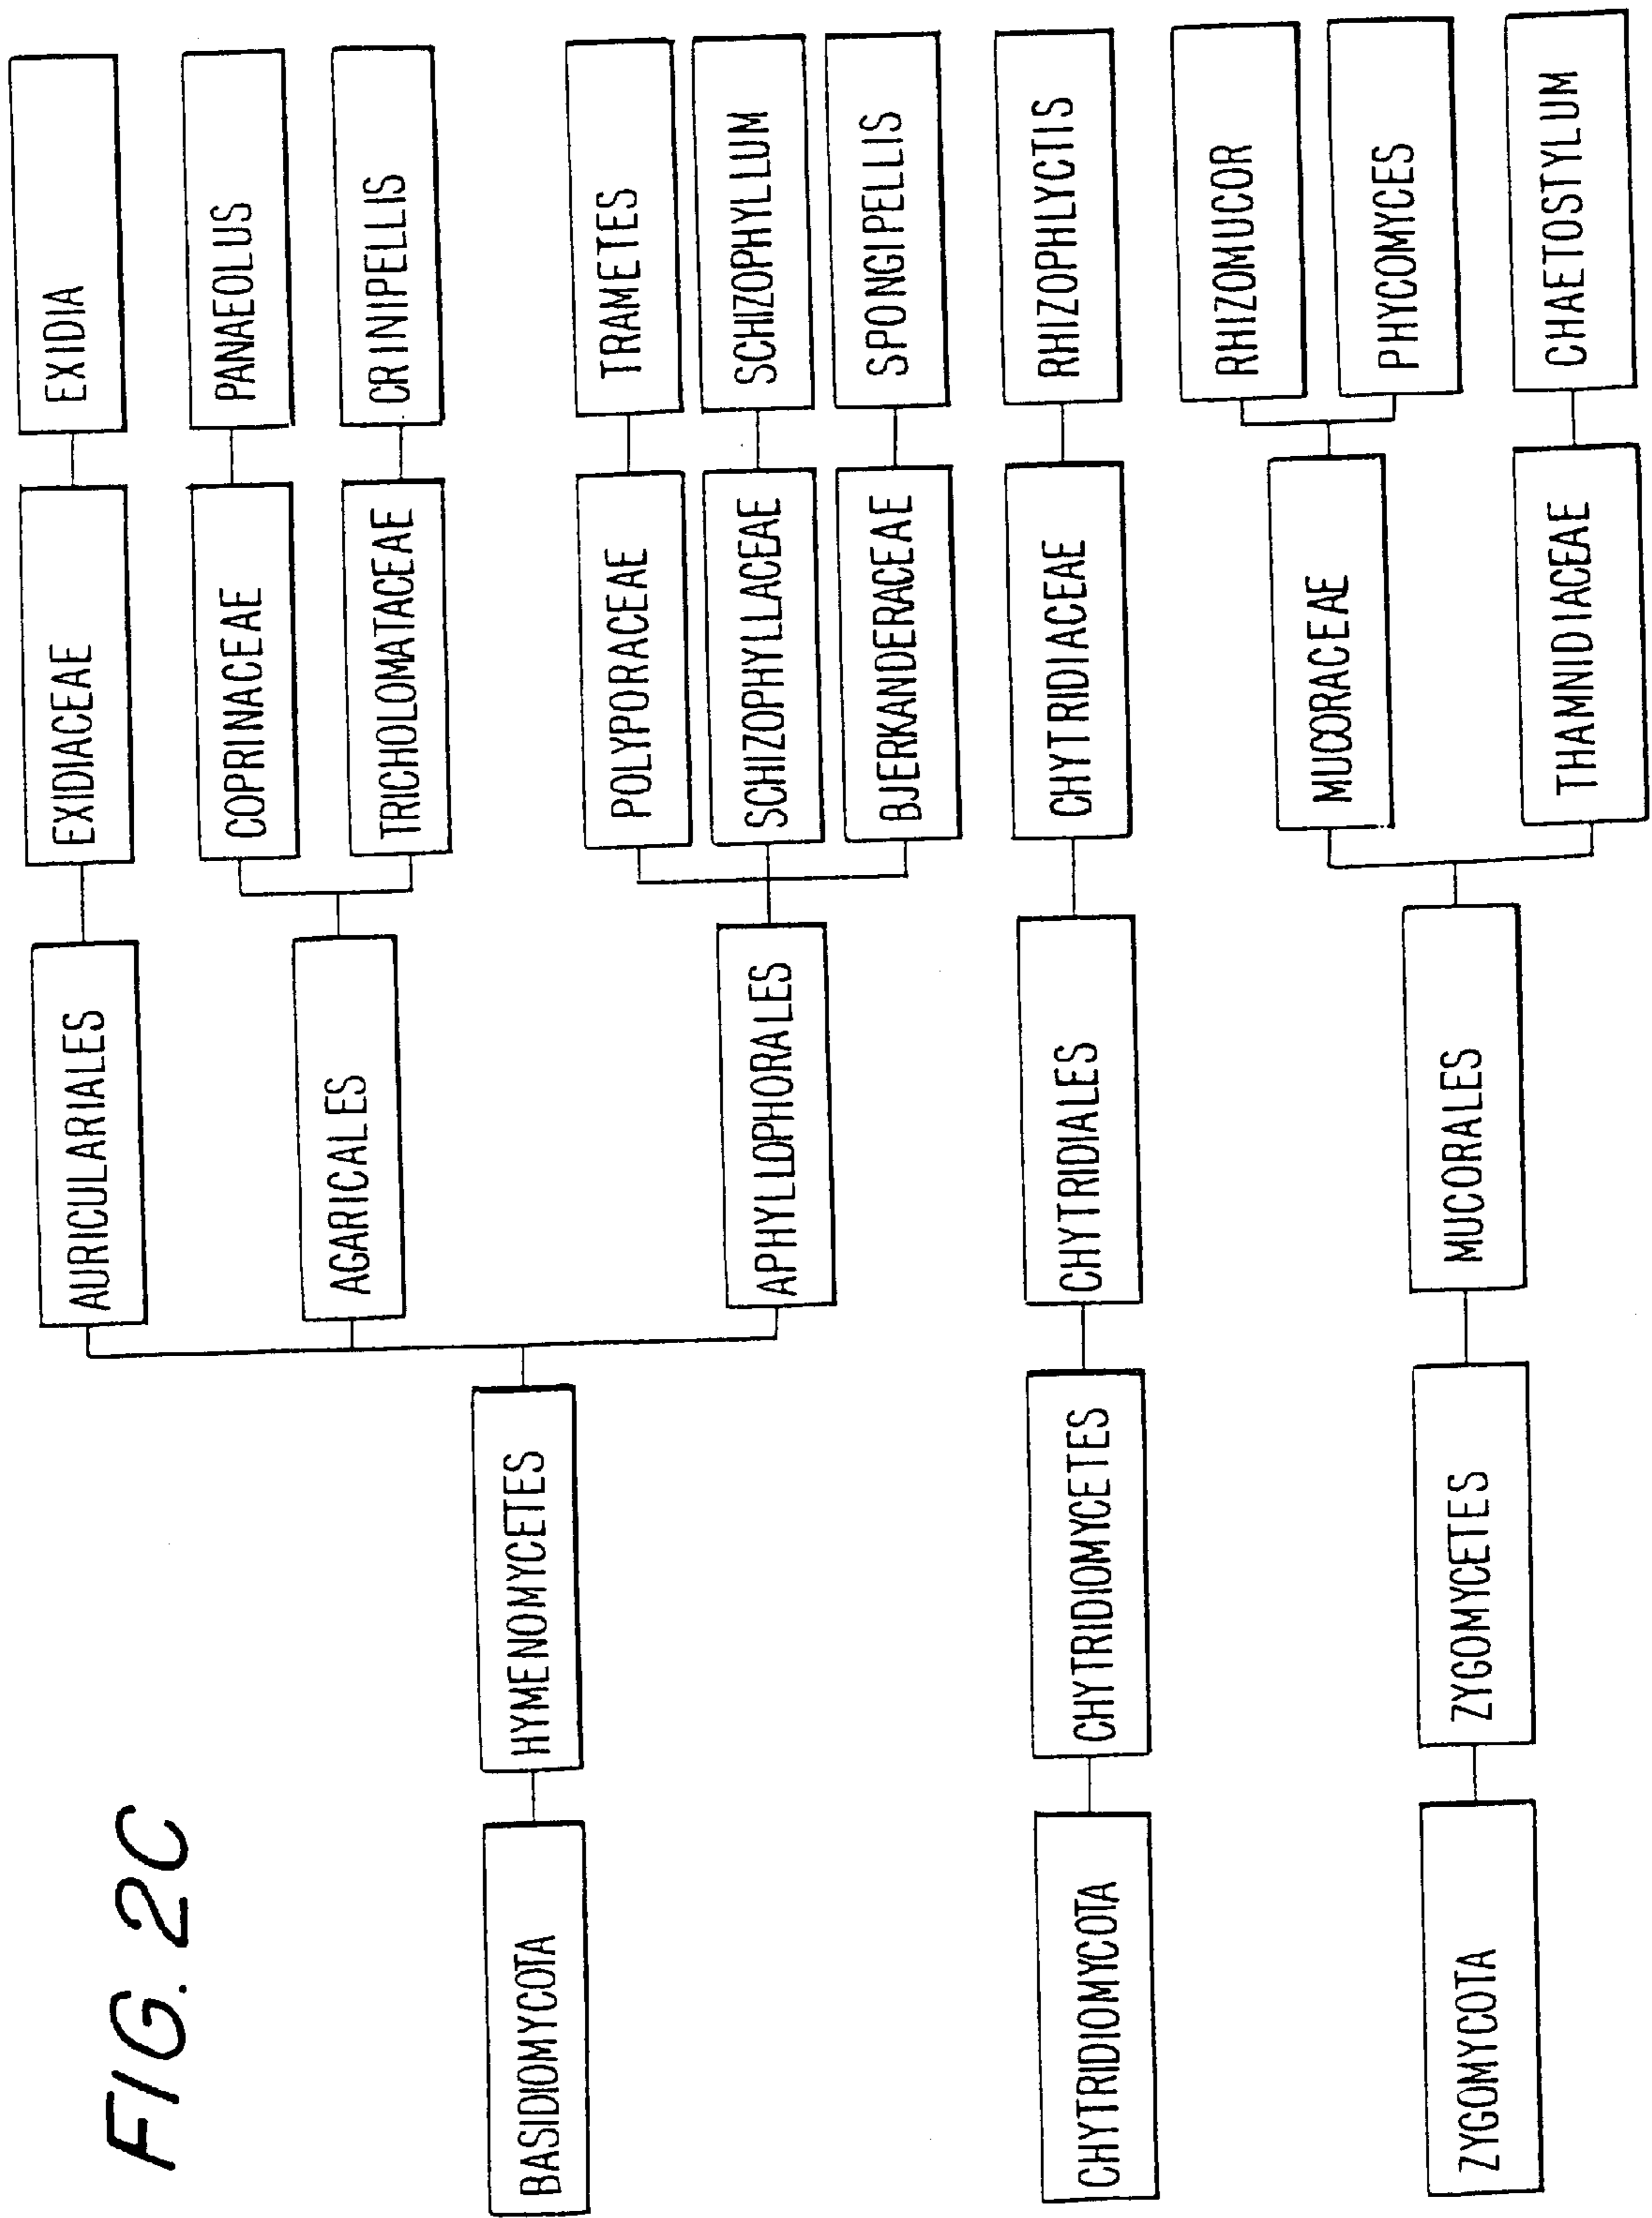 FIG. 2C
EXIDIA
EXIDIACEAE
AURICULARIALES
PANAEOLUS
COPRINACEAE
CRINIPELLIS
TRICHOLOMATACEAE
AGARICALES
BASIDIOMYCOTA
HYMENOMYCETES
TRAMETES
POLYPORACEAE
SCHIZOPHYLLUM
SCHIZOPHYLLACEAE
APHYLLOPHORALES
SPONGIPELLIS
BJERKANDERACEAE
CHYTRIDIOMYCOTA
CHYTRIDIOMYCETES
CHYTRIDIALES
CHYTRIDIACEAE
RHIZOPHLYCTIS
RHIZOMUCOR
MUCORACEAE
PHYCOMYCES
ZYGOMYCOTA
ZYGOMYCETES
MUCORALES
THAMNIDIACEAE
CHAETOSTYLUM